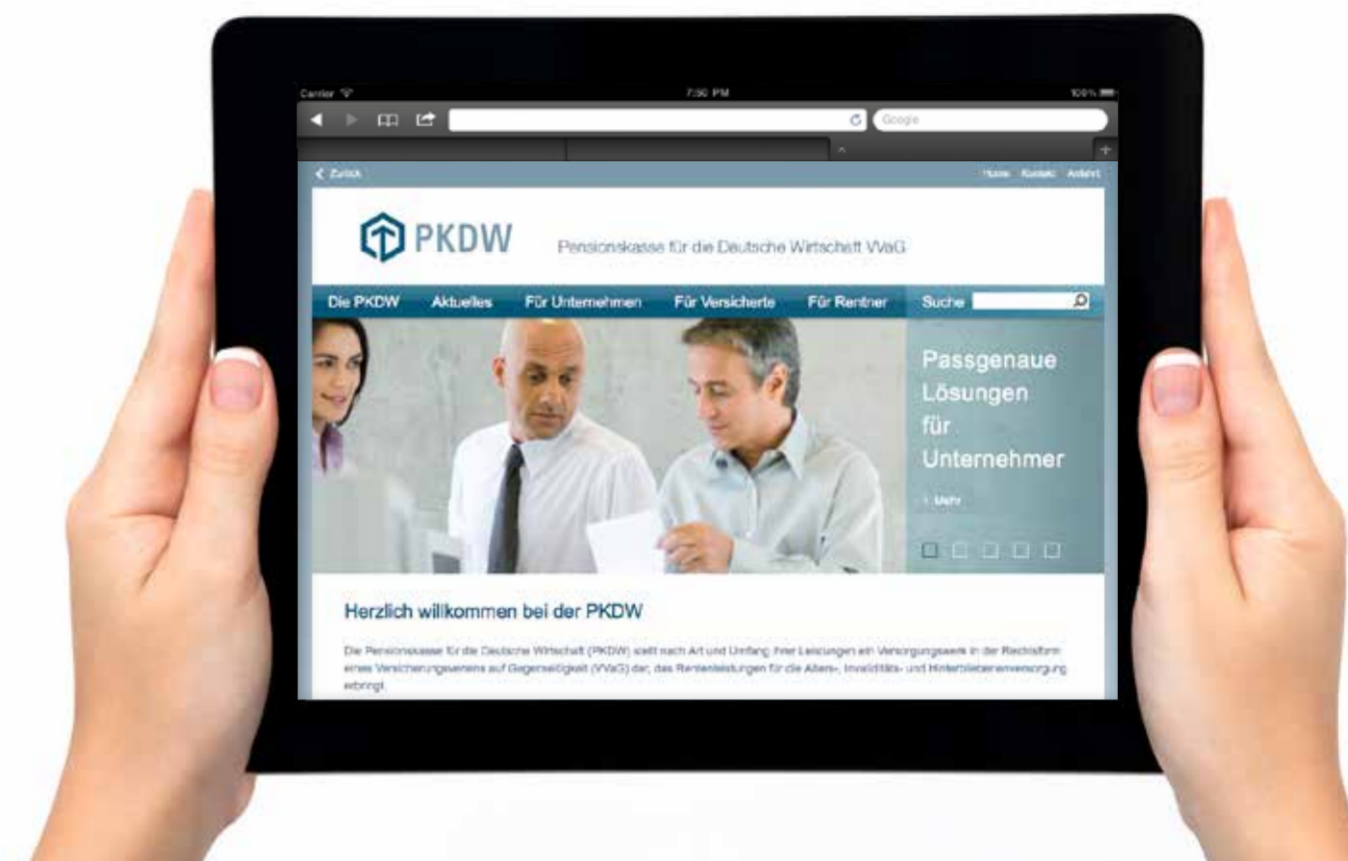 Carrier 7:50 PM 100%
Google
Zurück Home Kontakt Anfahrt
PKDW Pensionskasse für die Deutsche Wirtschaft VVaG
Die PKDW Aktuelles Für Unternehmen Für Versicherte Für Rentner Suche
Passgenaue
Lösungen
für
Unternehmer
› Mehr
Herzlich willkommen bei der PKDW
Die Pensionskasse für die Deutsche Wirtschaft (PKDW) stellt nach Art und Umfang ihrer Leistungen ein Versorgungswerk in der Rechtsform
eines Versicherungsvereins auf Gegenseitigkeit (VVaG) dar, das Rentenleistungen für die Alters-, Invaliditäts- und Hinterbliebenenversorgung
erbringt.